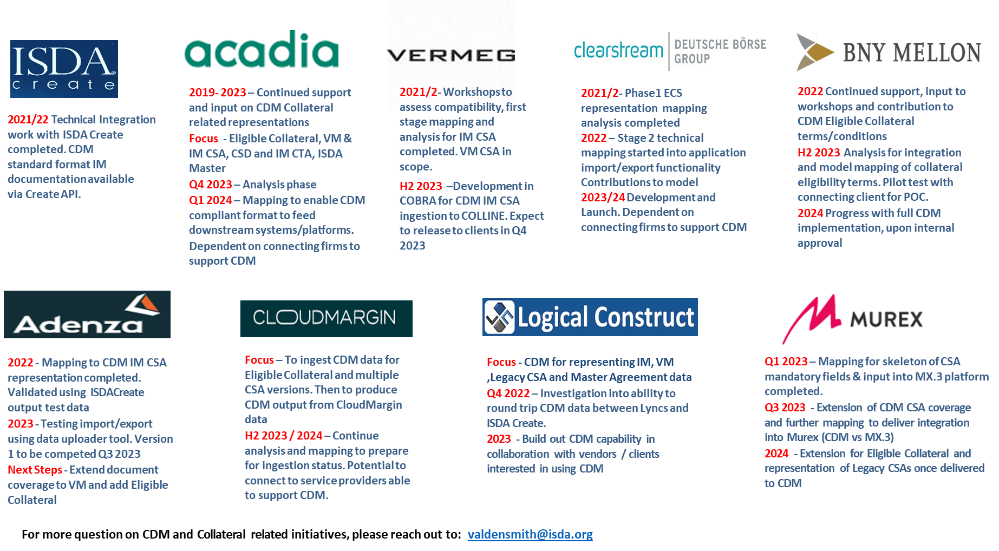 ISDA®
create
2021/22 Technical Integration
work with ISDA Create
completed. CDM
standard format IM
documentation available
via Create API.
acadia
2019- 2023 – Continued support
and input on CDM Collateral
related representations
Focus - Eligible Collateral, VM &
IM CSA, CSD and IM CTA, ISDA
Master
Q4 2023 – Analysis phase
Q1 2024 – Mapping to enable CDM
compliant format to feed
downstream systems/platforms.
Dependent on connecting firms to
support CDM
VERMEG
2021/2- Workshops to
assess compatibility, first
stage mapping and
analysis for IM CSA
completed. VM CSA in
scope.
H2 2023 –Development in
COBRA for CDM IM CSA
ingestion to COLLINE. Expect
to release to clients in Q4
2023
clearstream
DEUTSCHE BÖRSE
GROUP
2021/2- Phase1 ECS
representation mapping
analysis completed
2022 – Stage 2 technical
mapping started into application
import/export functionality
Contributions to model
2023/24 Development and
Launch. Dependent on
connecting firms to support CDM
BNY MELLON
2022 Continued support, input to
workshops and contribution to
CDM Eligible Collateral
terms/conditions
H2 2023 Analysis for integration
and model mapping of collateral
eligibility terms. Pilot test with
connecting client for POC.
2024 Progress with full CDM
implementation, upon internal
approval
Adenza
2022 - Mapping to CDM IM CSA
representation completed.
Validated using ISDACreate
output test data
2023 - Testing import/export
using data uploader tool. Version
1 to be competed Q3 2023
Next Steps - Extend document
coverage to VM and add Eligible
Collateral
CLOUDMARGIN
Focus – To ingest CDM data for
Eligible Collateral and multiple
CSA versions. Then to produce
CDM output from CloudMargin
data
H2 2023 / 2024 – Continue
analysis and mapping to prepare
for ingestion status. Potential to
connect to service providers able
to support CDM.
Logical Construct
Focus - CDM for representing IM, VM
,Legacy CSA and Master Agreement data
Q4 2022 – Investigation into ability to
round trip CDM data between Lyncs and
ISDA Create.
2023 - Build out CDM capability in
collaboration with vendors / clients
interested in using CDM
MUREX
Q1 2023 – Mapping for skeleton of CSA
mandatory fields & input into MX.3 platform
completed.
Q3 2023 - Extension of CDM CSA coverage
and further mapping to deliver integration
into Murex (CDM vs MX.3)
2024 - Extension for Eligible Collateral and
representation of Legacy CSAs once delivered
to CDM
For more question on CDM and Collateral related initiatives, please reach out to: valdensmith@isda.org